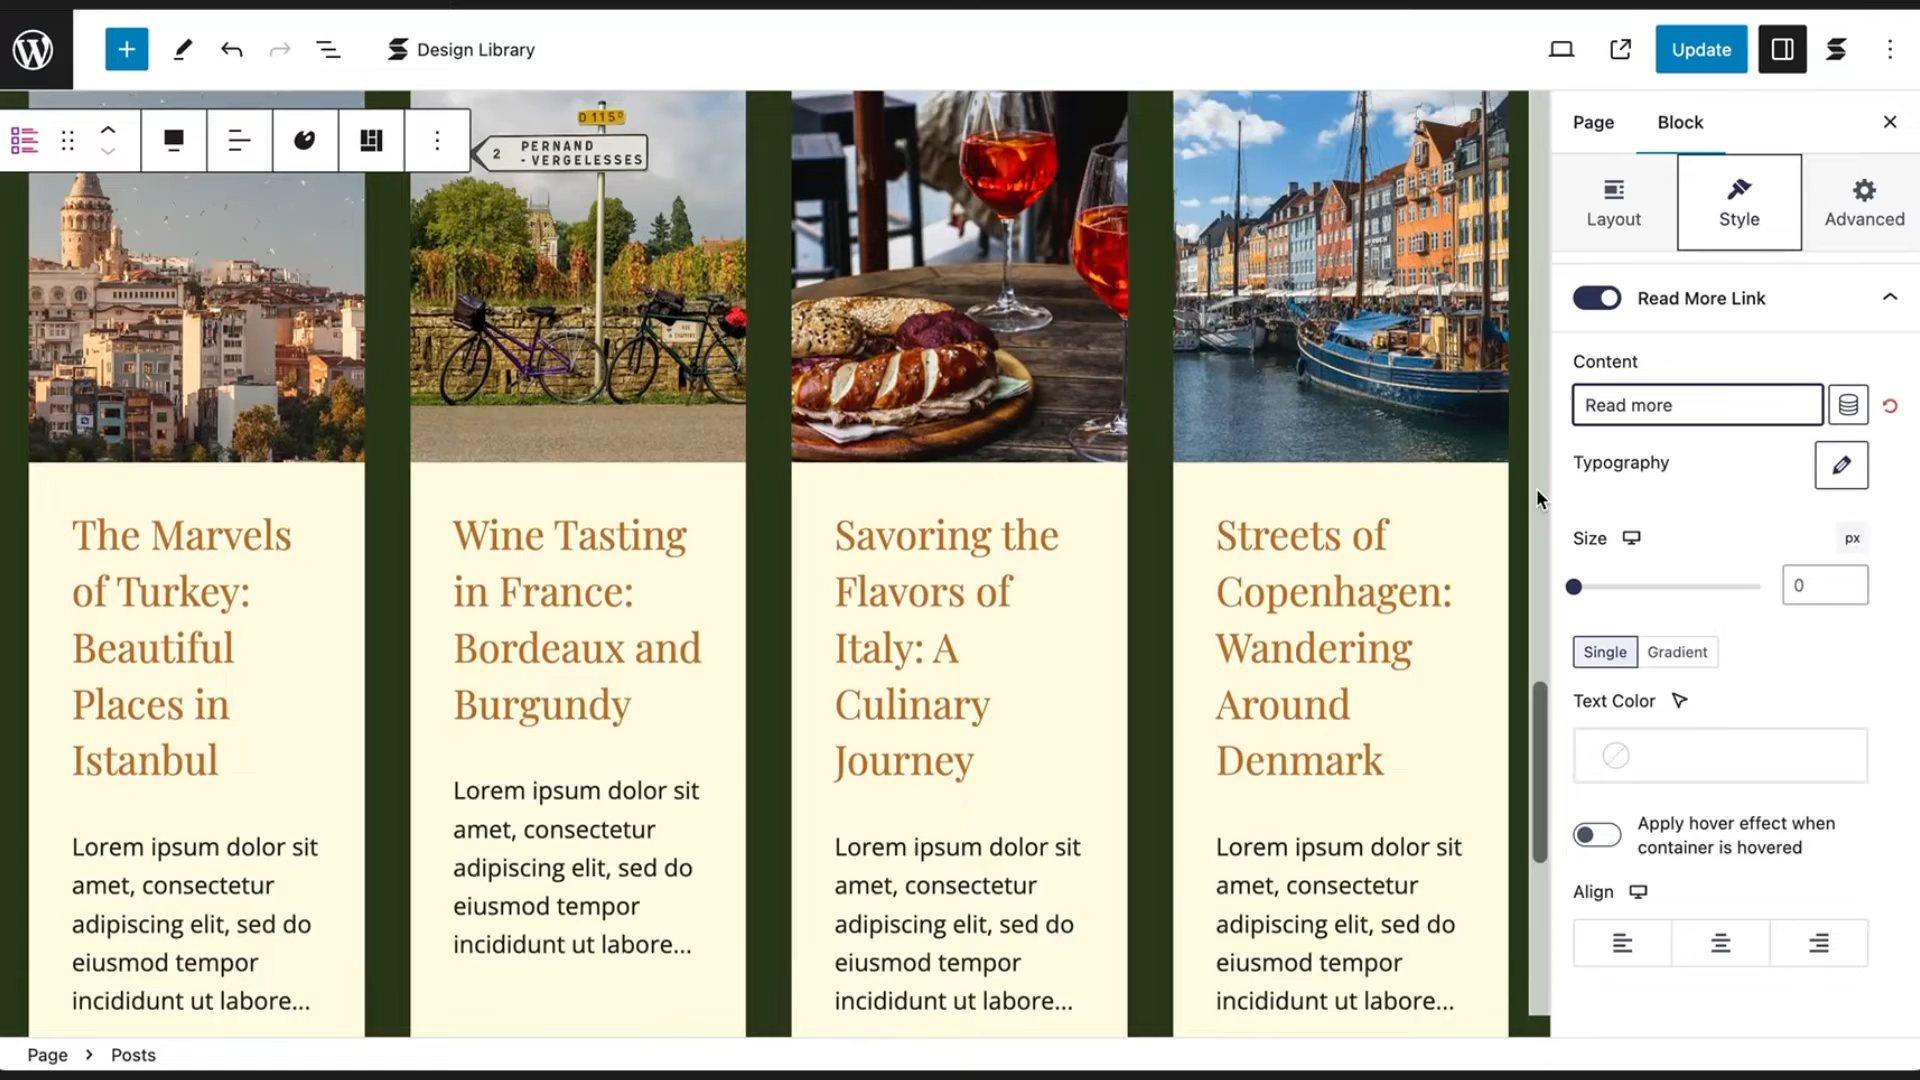 Design Library
Update
D 115
2 PERNAND
- VERGELESSES
Page
Block
Layout
Style
Advanced
Read More Link
Content
Read more
Typography
Size
px
0
Single
Gradient
Text Color
Apply hover effect when
container is hovered
Align
The Marvels
of Turkey:
Beautiful
Places in
Istanbul
Lorem ipsum dolor sit
amet, consectetur
adipiscing elit, sed do
eiusmod tempor
incididunt ut labore...
Wine Tasting
in France:
Bordeaux and
Burgundy
Lorem ipsum dolor sit
amet, consectetur
adipiscing elit, sed do
eiusmod tempor
incididunt ut labore...
Savoring the
Flavors of
Italy: A
Culinary
Journey
Lorem ipsum dolor sit
amet, consectetur
adipiscing elit, sed do
eiusmod tempor
incididunt ut labore...
Streets of
Copenhagen:
Wandering
Around
Denmark
Lorem ipsum dolor sit
amet, consectetur
adipiscing elit, sed do
eiusmod tempor
incididunt ut labore...
Page > Posts